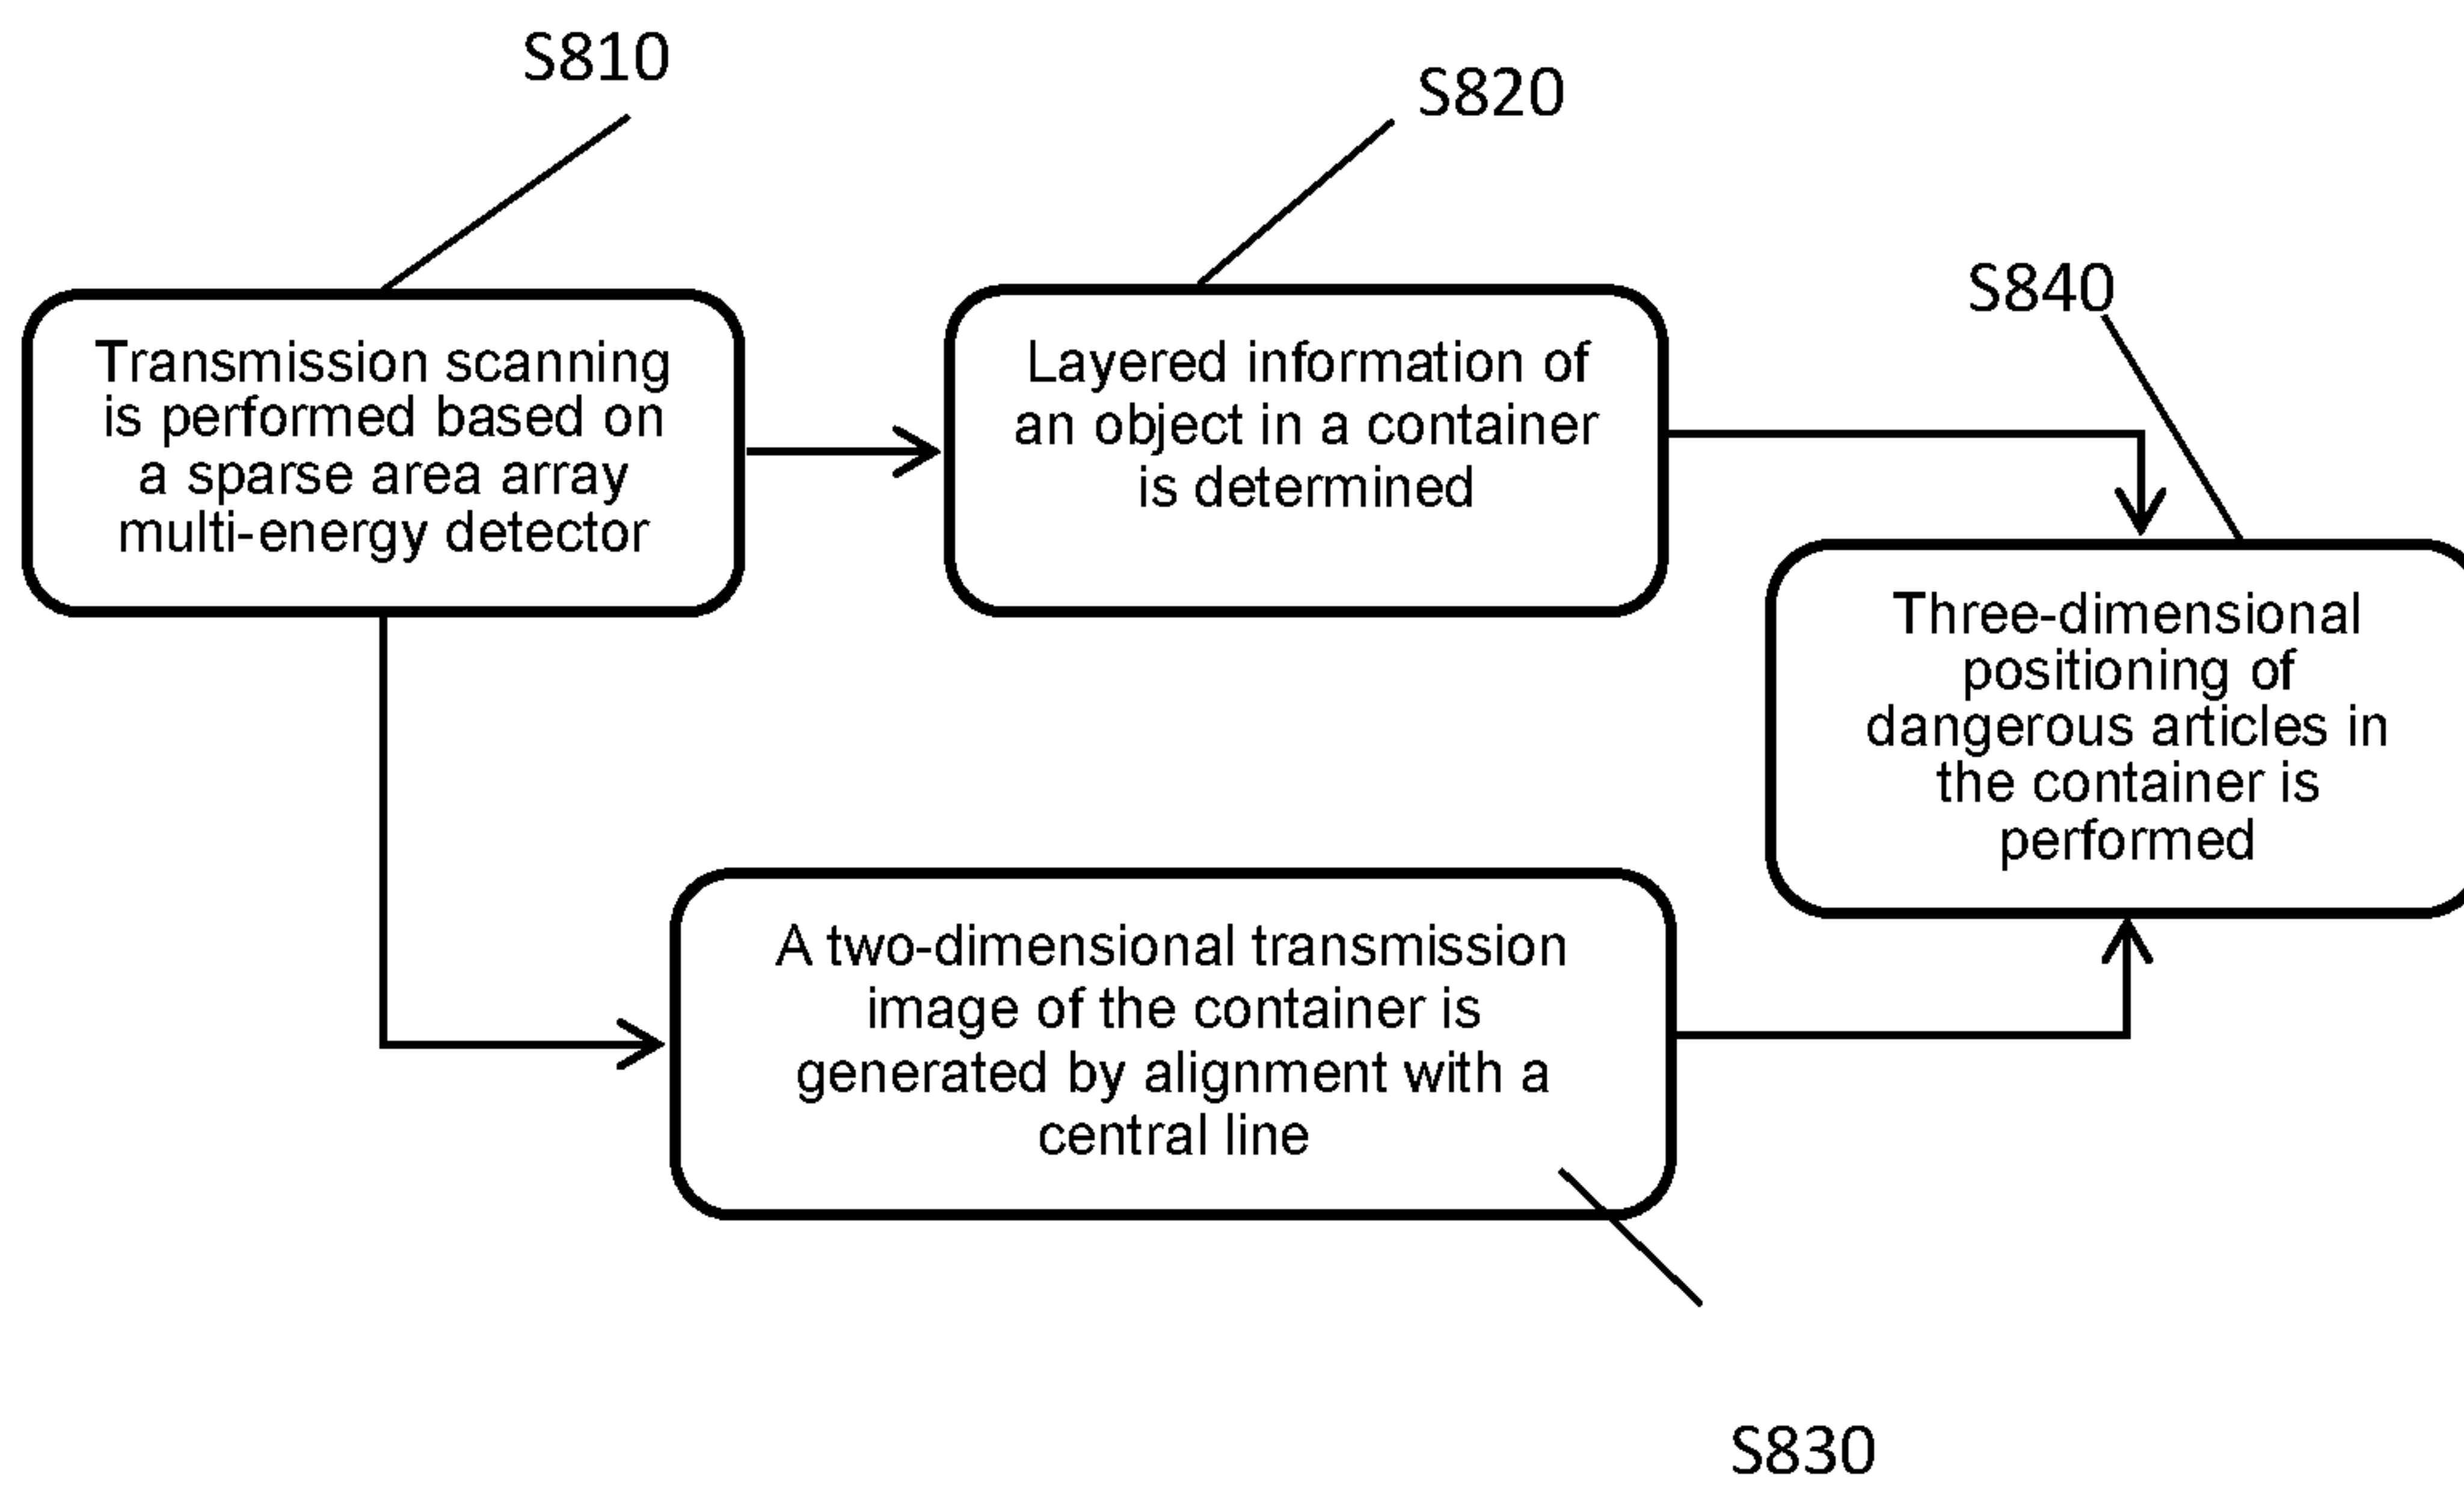 S810
Transmission scanning
is performed based on
a sparse area array
multi-energy detector
S820
Layered information of
an object in a container
is determined
S840
Three-dimensional
positioning of
dangerous articles in
the container is
performed
A two-dimensional transmission
image of the container is
generated by alignment with a
central line
S830